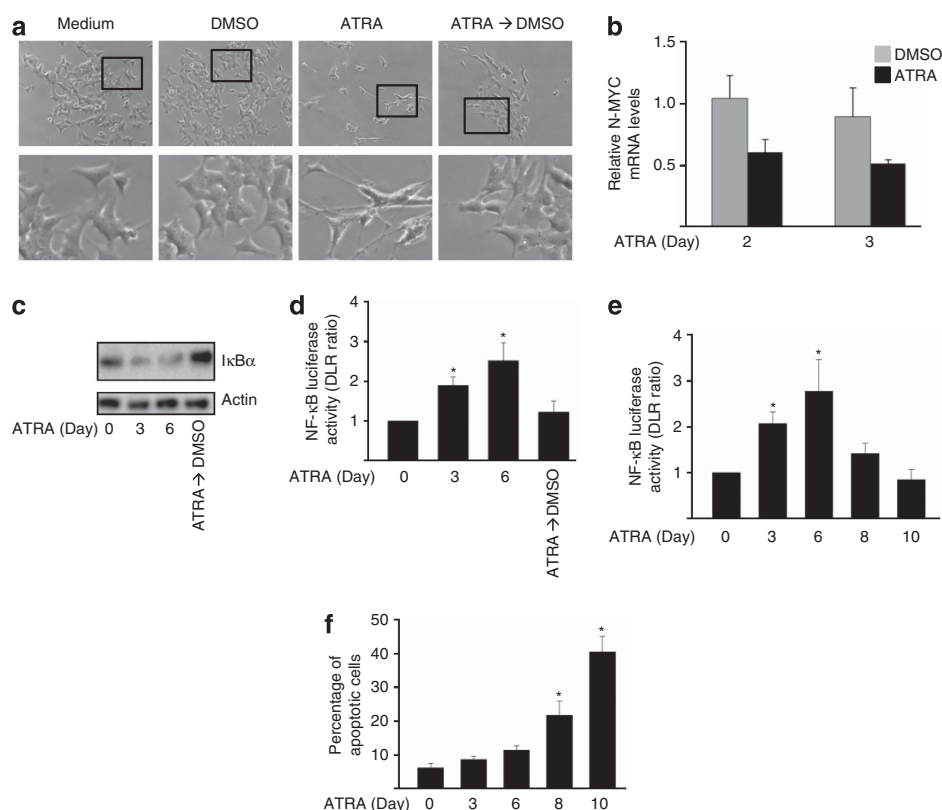 a
Medium
DMSO
ATRA
ATRA → DMSO
b
Relative N-MYC
mRNA levels
1.5
1.0
0.5
DMSO
ATRA
ATRA (Day)
2
3
c
IκBα
Actin
ATRA (Day) 0 3 6 ATRA → DMSO
d
NF-κB luciferase
activity (DLR ratio)
4
3
2
1
*
*
ATRA (Day) 0 3 6 ATRA → DMSO
e
NF-κB luciferase
activity (DLR ratio)
4
3
2
1
*
*
ATRA (Day) 0 3 6 8 10
f
Percentage of
apoptotic cells
50
40
30
20
10
*
*
ATRA (Day) 0 3 6 8 10